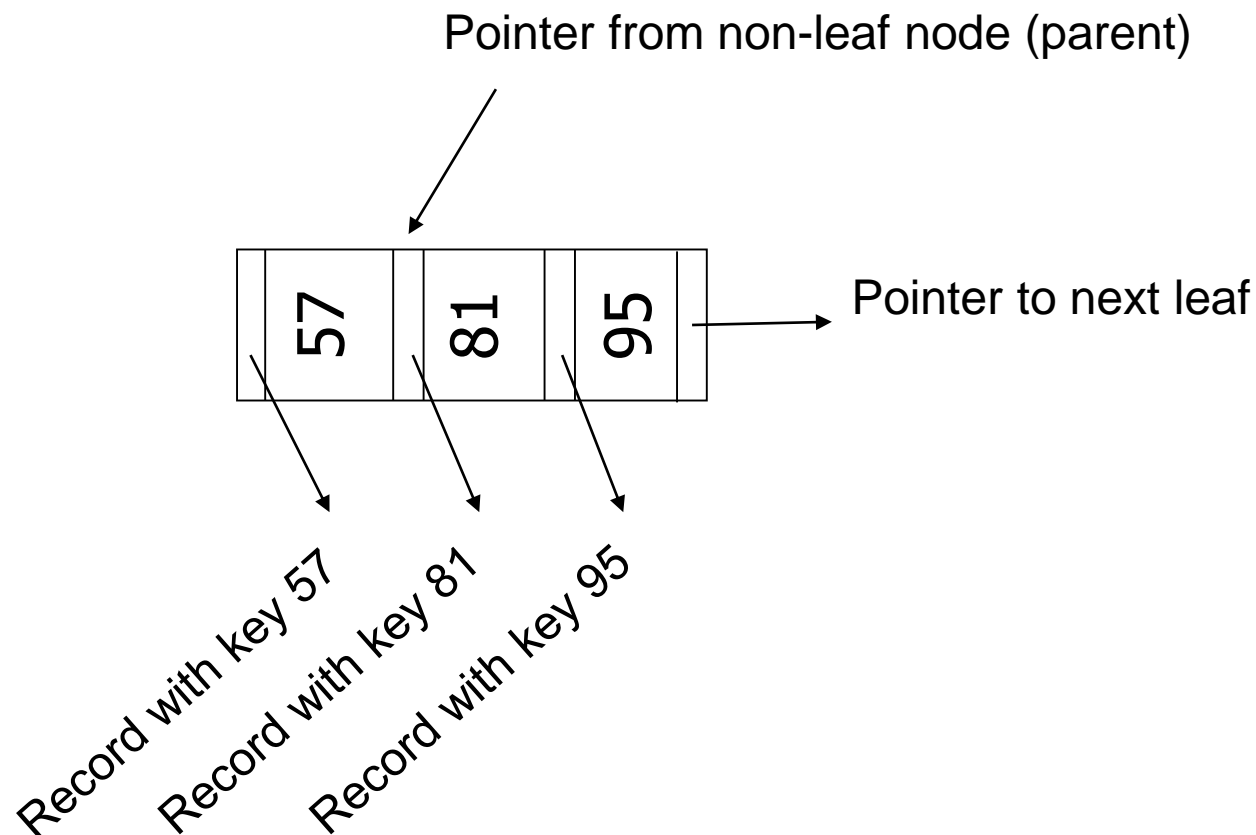 Pointer from non-leaf node (parent)
57
81
95
Pointer to next leaf
Record with key 57
Record with key 81
Record with key 95